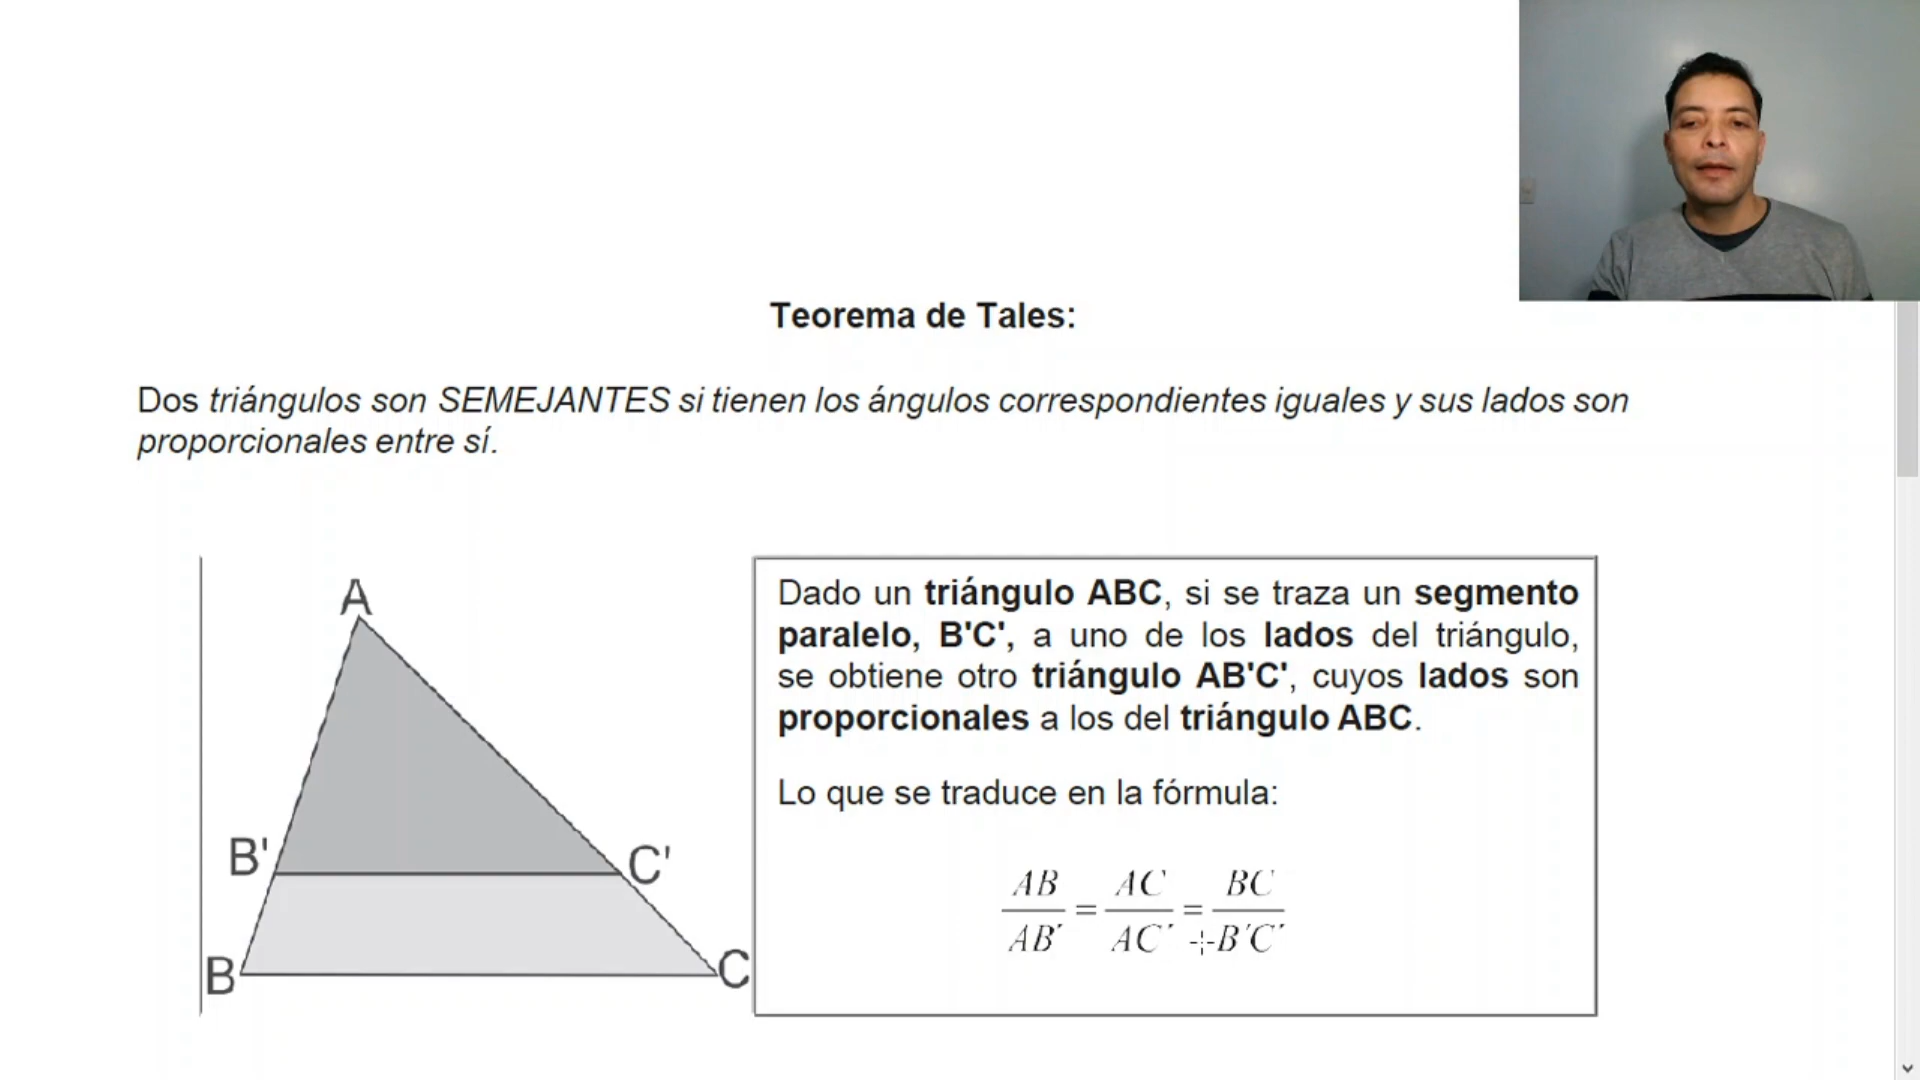 Teorema de Tales:
Dos triángulos son SEMEJANTES si tienen los ángulos correspondientes iguales y sus lados son
proporcionales entre sí.
A
B'
C'
B
C
Dado un triángulo ABC, si se traza un segmento
paralelo, B'C', a uno de los lados del triángulo,
se obtiene otro triángulo AB'C', cuyos lados son
proporcionales a los del triángulo ABC.
Lo que se traduce en la fórmula:
AB/AB' = AC/AC' = BC/B'C'